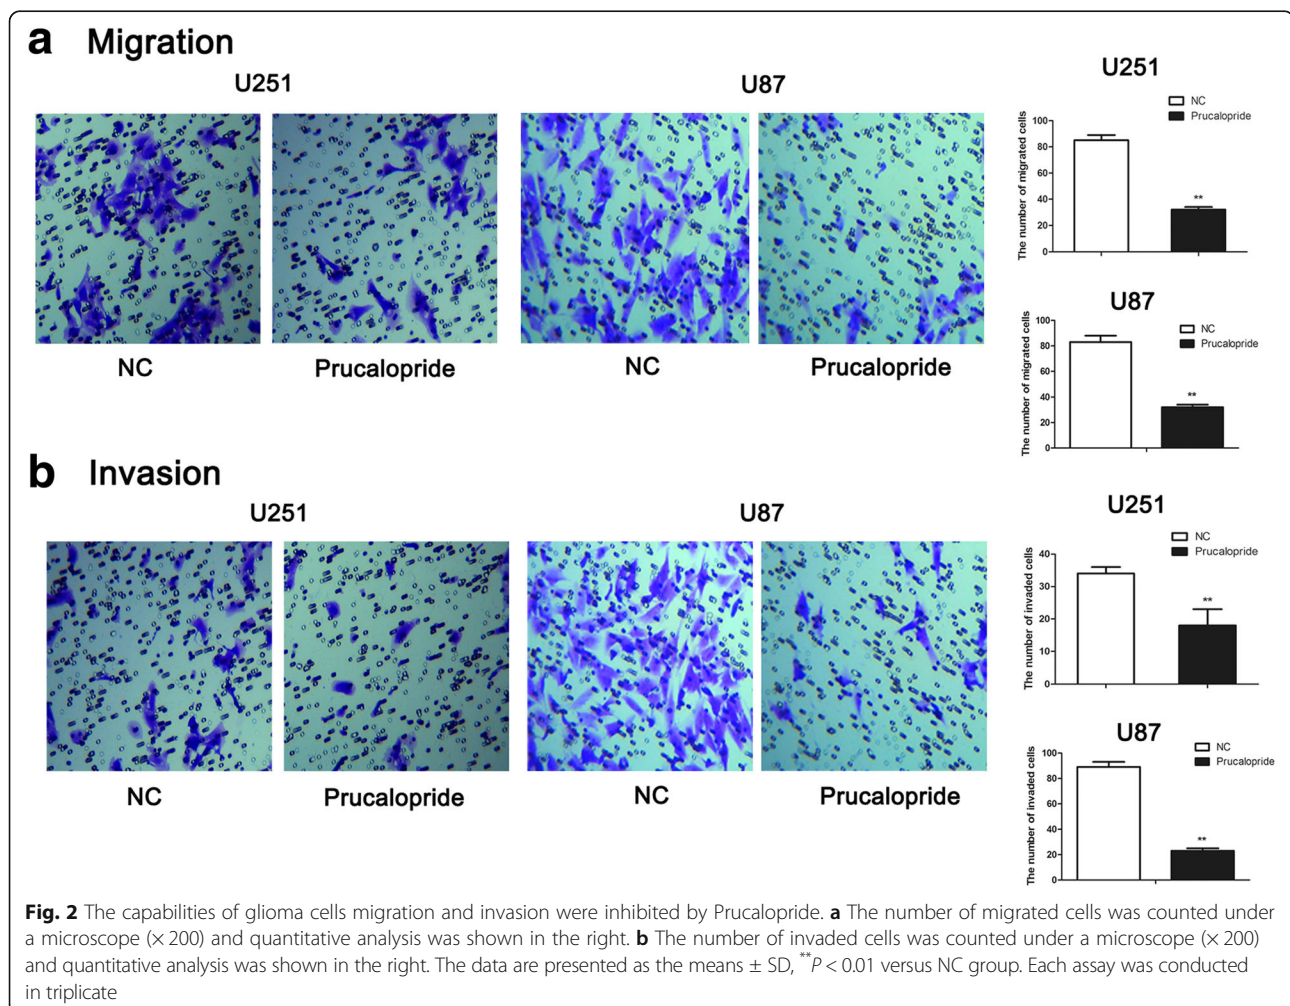 a Migration
U251
U87
NC
Prucalopride
NC
Prucalopride
U251
NC
Prucalopride
The number of migrated cells
100
80
60
40
20
0
**
U87
NC
Prucalopride
The number of migrated cells
100
80
60
40
20
0
**
b Invasion
U251
U87
NC
Prucalopride
NC
Prucalopride
U251
NC
Prucalopride
The number of invaded cells
40
30
20
10
0
**
U87
NC
Prucalopride
The number of invaded cells
100
80
60
40
20
0
**
Fig. 2 The capabilities of glioma cells migration and invasion were inhibited by Prucalopride. a The number of migrated cells was counted under
a microscope (× 200) and quantitative analysis was shown in the right. b The number of invaded cells was counted under a microscope (× 200)
and quantitative analysis was shown in the right. The data are presented as the means ± SD, **P < 0.01 versus NC group. Each assay was conducted
in triplicate